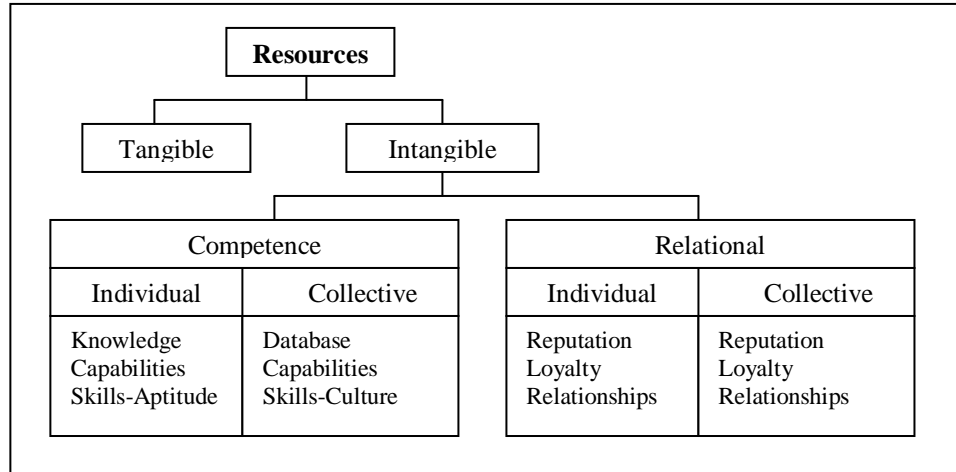 Resources
Tangible
Intangible
Competence
Individual
Collective
Knowledge
Capabilities
Skills-Aptitude
Database
Capabilities
Skills-Culture
Relational
Individual
Collective
Reputation
Loyalty
Relationships
Reputation
Loyalty
Relationships